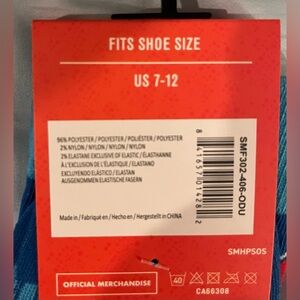 FITS SHOE SIZE
US 7-12
96% POLYESTER / POLYESTER / POLIÉSTER / POLYESTER
2% NYLON / NYLON / NYLON / NYLON
2% ELASTANE EXCLUSIVE OF ELASTIC / ÉLASTHANNE
À L'EXCLUSION DE L'ÉLASTIQUE / ELASTANO
EXCLUYENDO ELÁSTICO / ELASTAN
AUSGENOMMEN ELASTISCHE FASERN
Made in / Fabriqué en / Hecho en / Hergestellt in CHINA
SMF302-406-ODU
SMHPSOS
OFFICIAL MERCHANDISE
40
CA66308